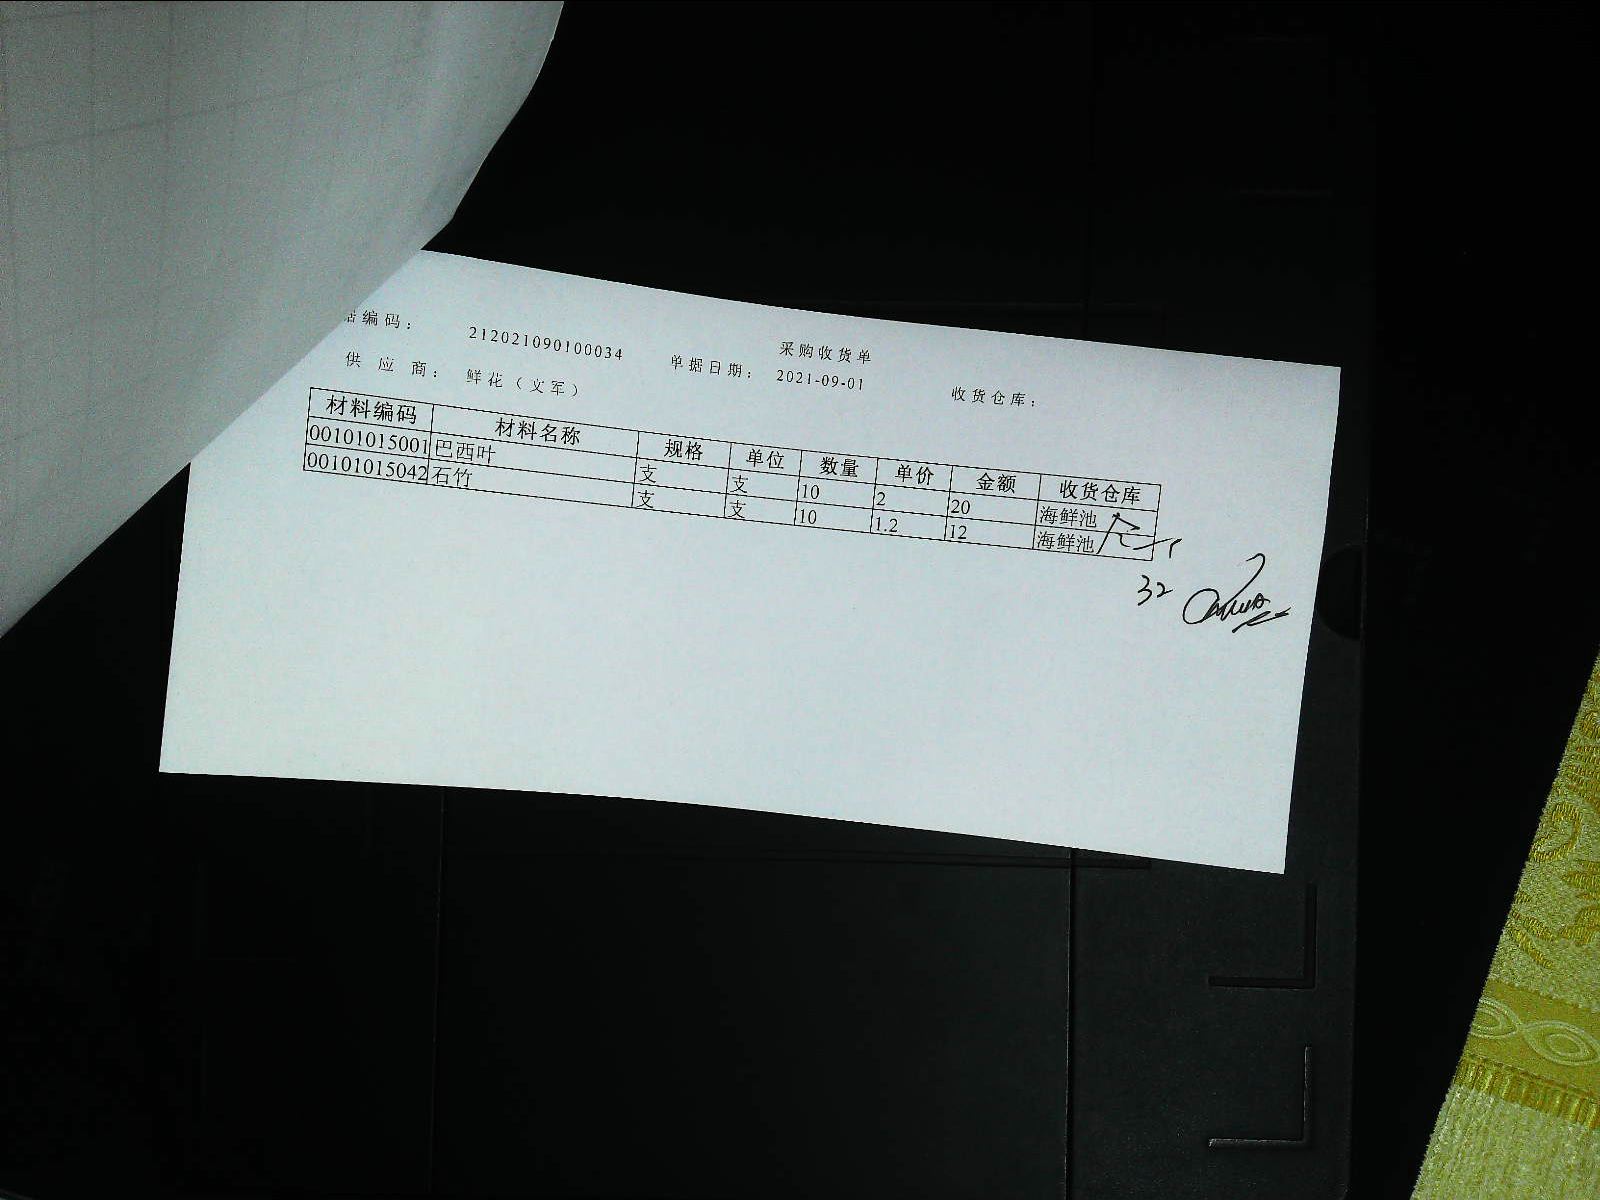 采购收货单
据编码： 212021090100034 单据日期： 2021-09-01 收货仓库：
供应商： 鲜花（文军）
材料编码 材料名称 规格 单位 数量 单价 金额 收货仓库
00101015001 巴西叶 支 支 10 2 20 海鲜池
00101015042 石竹 支 支 10 1.2 12 海鲜池
32